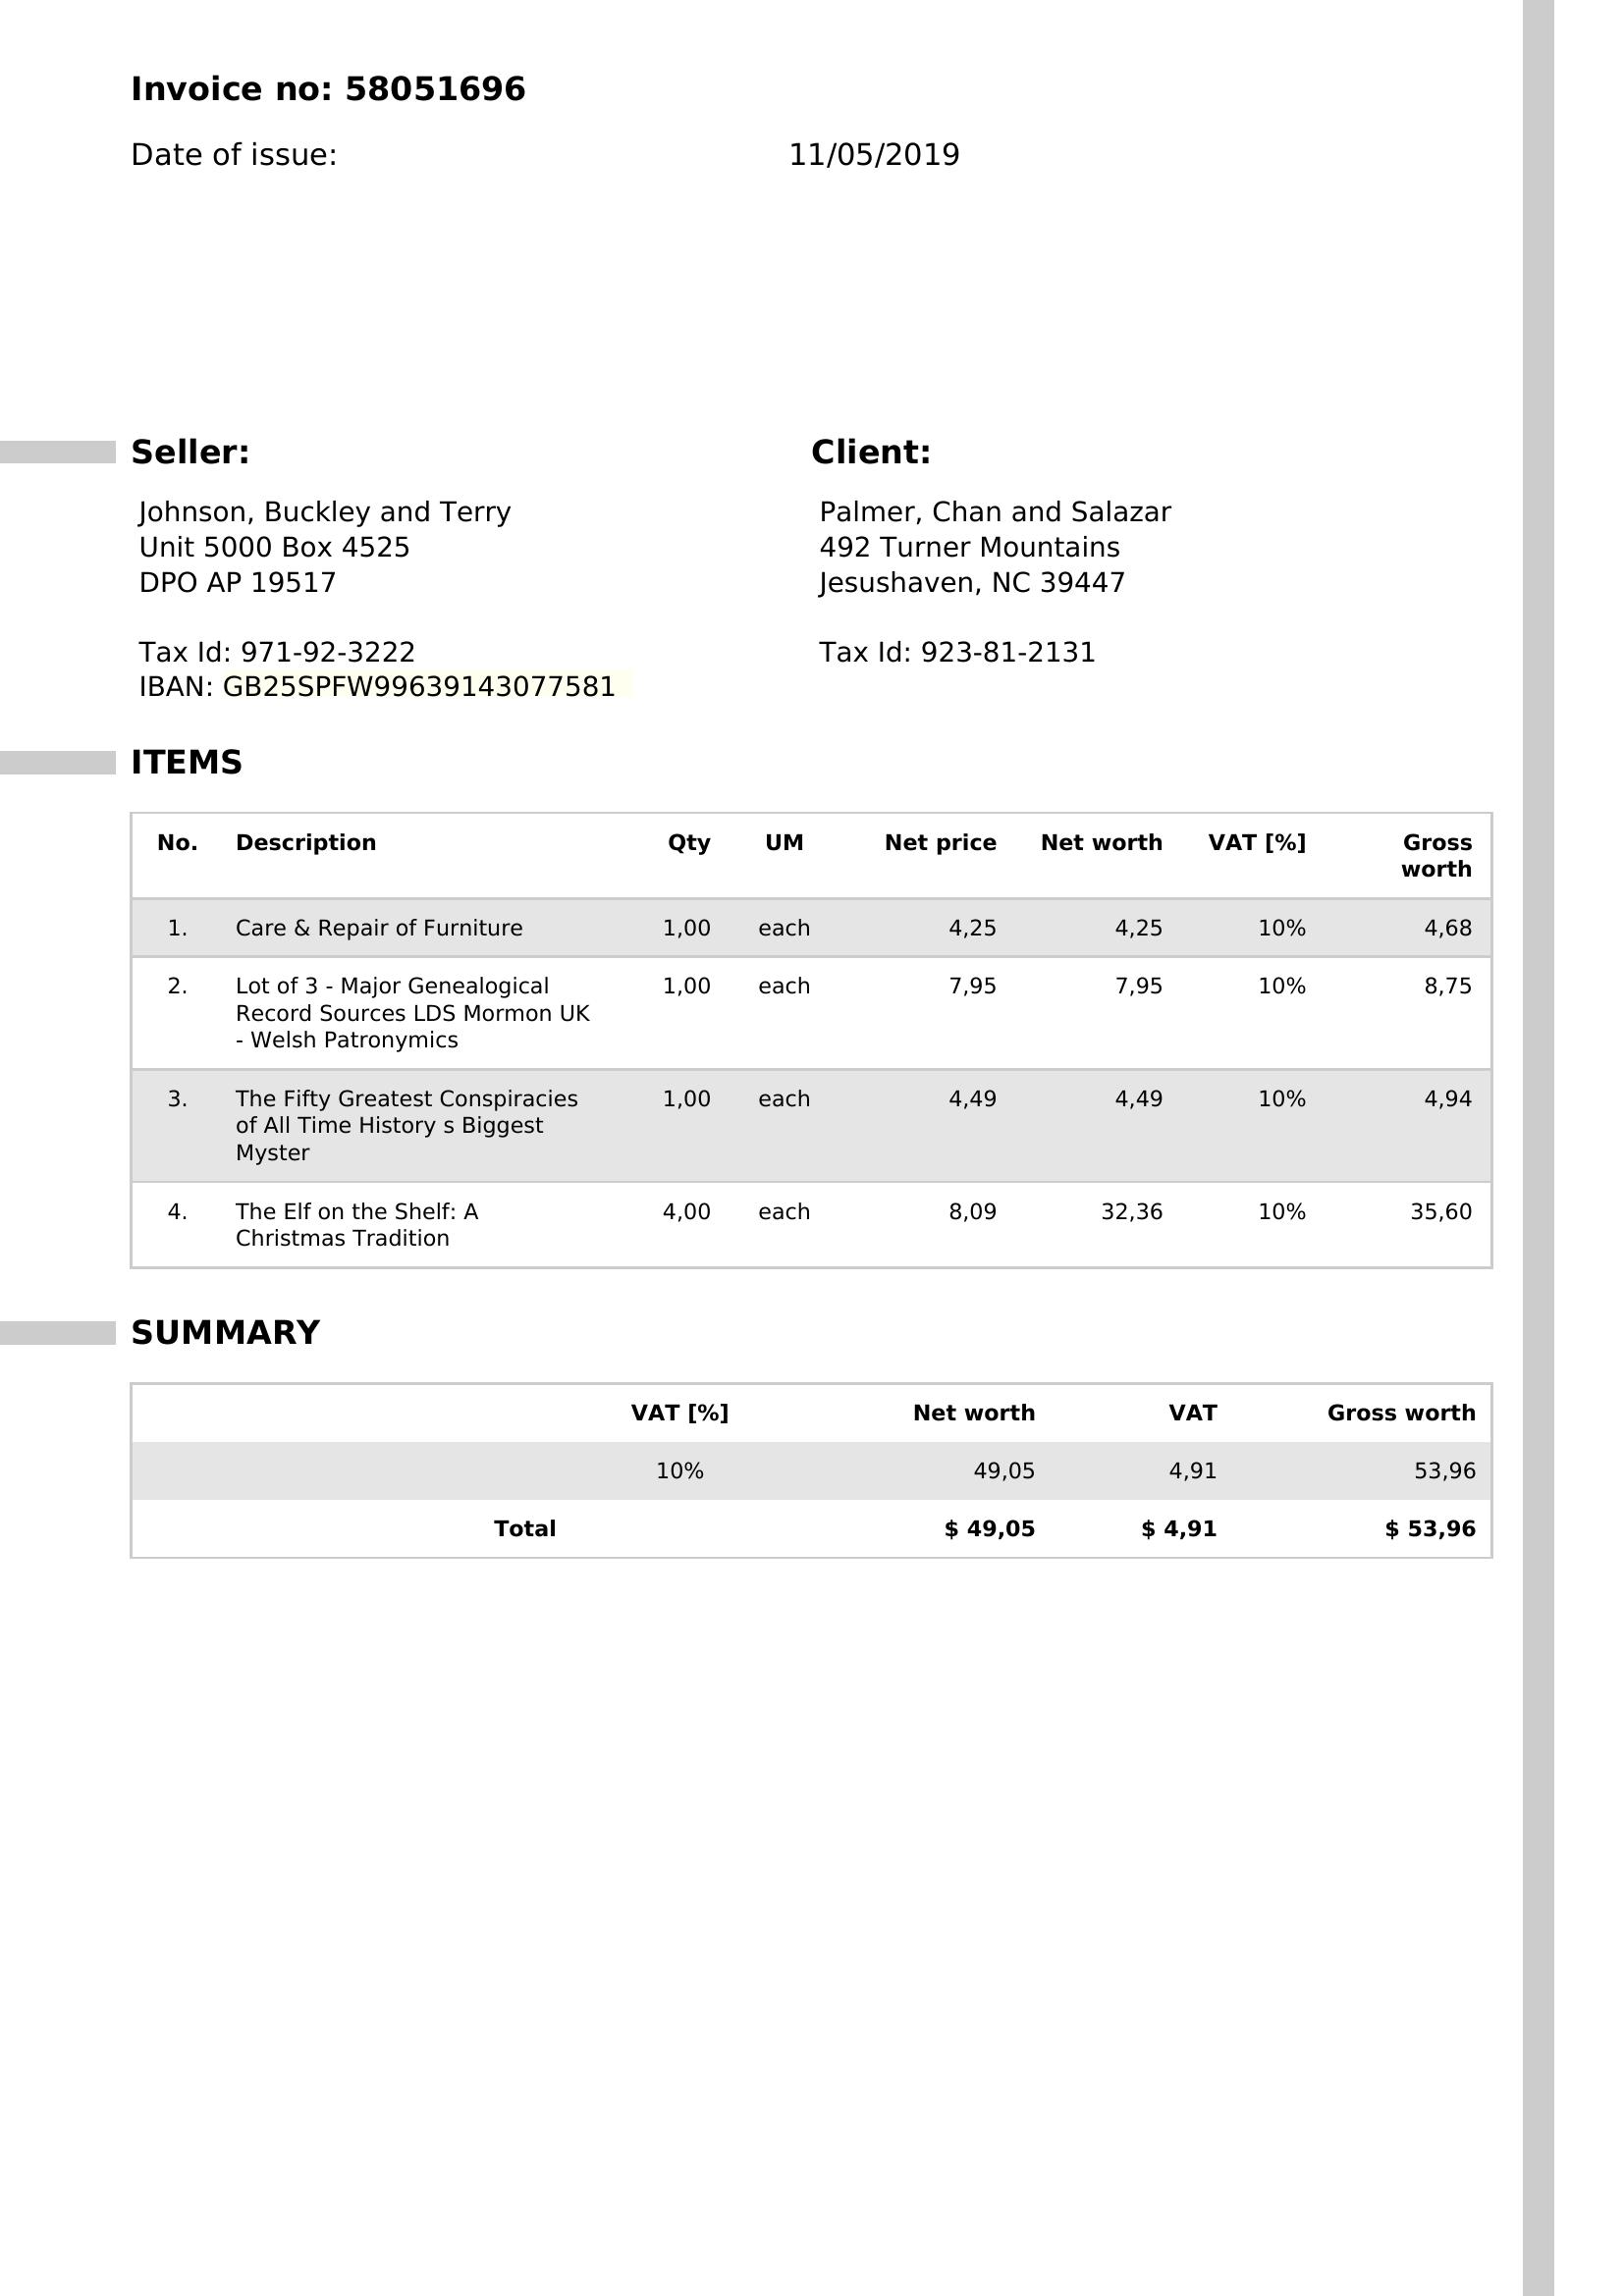 Invoice no: 58051696
Date of issue: 11/05/2019
Seller:
Johnson, Buckley and Terry
Unit 5000 Box 4525
DPO AP 19517
Tax Id: 971-92-3222
IBAN: GB25SPFW99639143077581
Client:
Palmer, Chan and Salazar
492 Turner Mountains
Jesushaven, NC 39447
Tax Id: 923-81-2131
ITEMS
No. Description Qty UM Net price Net worth VAT [%] Gross
worth
1. Care & Repair of Furniture 1,00 each 4,25 4,25 10% 4,68
2. Lot of 3 - Major Genealogical 1,00 each 7,95 7,95 10% 8,75
Record Sources LDS Mormon UK
- Welsh Patronymics
3. The Fifty Greatest Conspiracies 1,00 each 4,49 4,49 10% 4,94
of All Time History s Biggest
Myster
4. The Elf on the Shelf: A 4,00 each 8,09 32,36 10% 35,60
Christmas Tradition
SUMMARY
VAT [%] Net worth VAT Gross worth
10% 49,05 4,91 53,96
Total $ 49,05 $ 4,91 $ 53,96